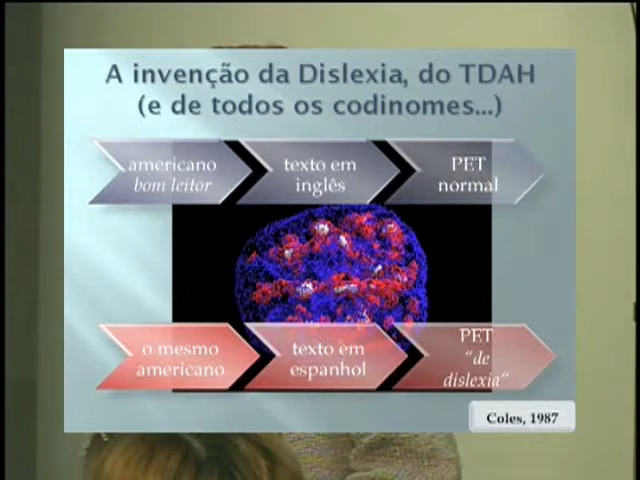 A invenção da Dislexia, do TDAH
(e de todos os codinomes...)
americano
bom leitor
texto em
inglês
PET
normal
o mesmo
americano
texto em
espanhol
PET
"de
dislexia"
Coles, 1987